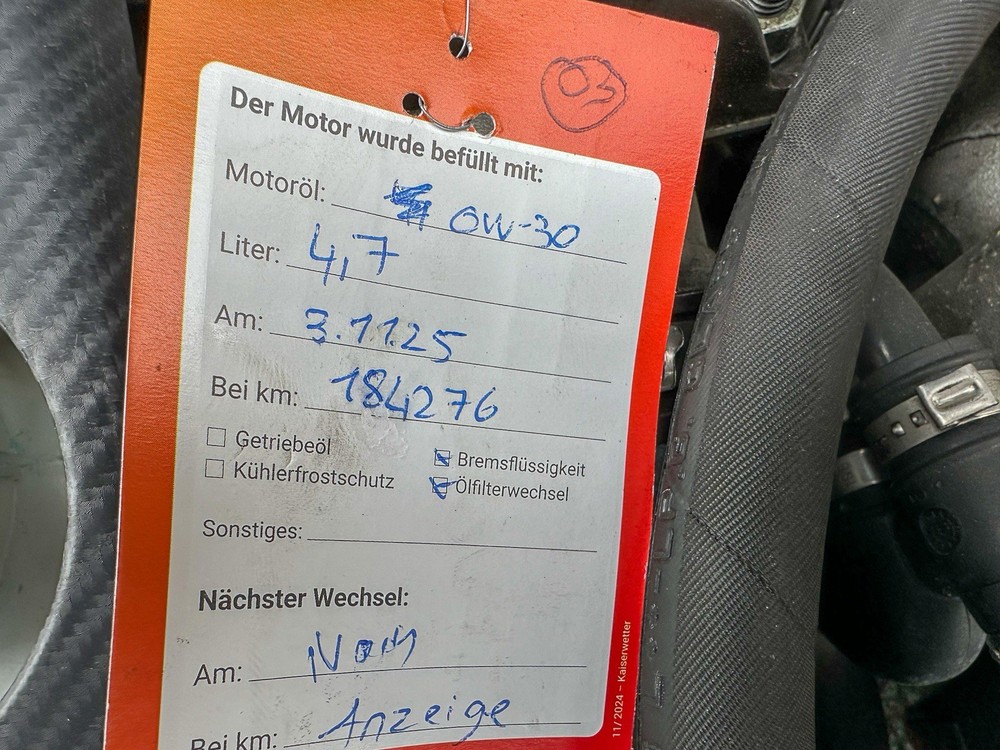 03
Der Motor wurde befüllt mit:
Motoröl: 0W-30
Liter: 4,7
Am: 3.11.25
Bei km: 184276
Getriebeöl
Bremsflüssigkeit
Kühlerfrostschutz
Ölfilterwechsel
Sonstiges:
Nächster Wechsel:
Am: Nach
Bei km: Anzeige
11/2024 – Kaiserwetter